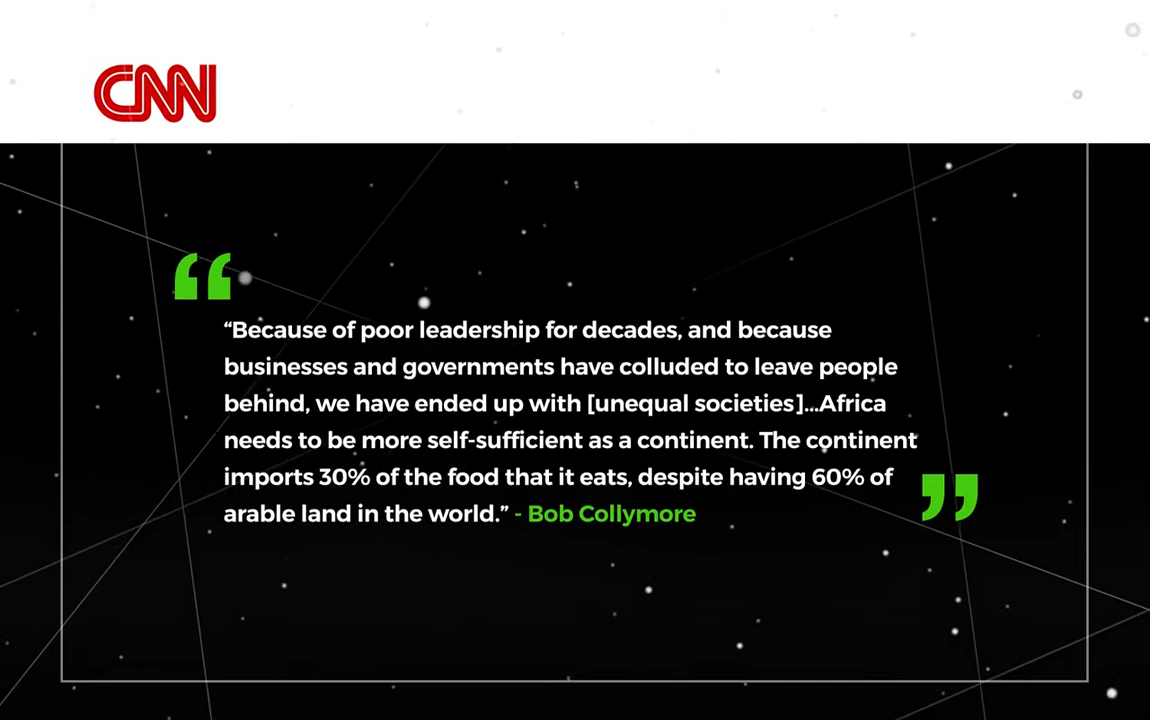 CNN
“
“Because of poor leadership for decades, and because
businesses and governments have colluded to leave people
behind, we have ended up with [unequal societies]...Africa
needs to be more self-sufficient as a continent. The continent
imports 30% of the food that it eats, despite having 60% of
arable land in the world.” - Bob Collymore
”